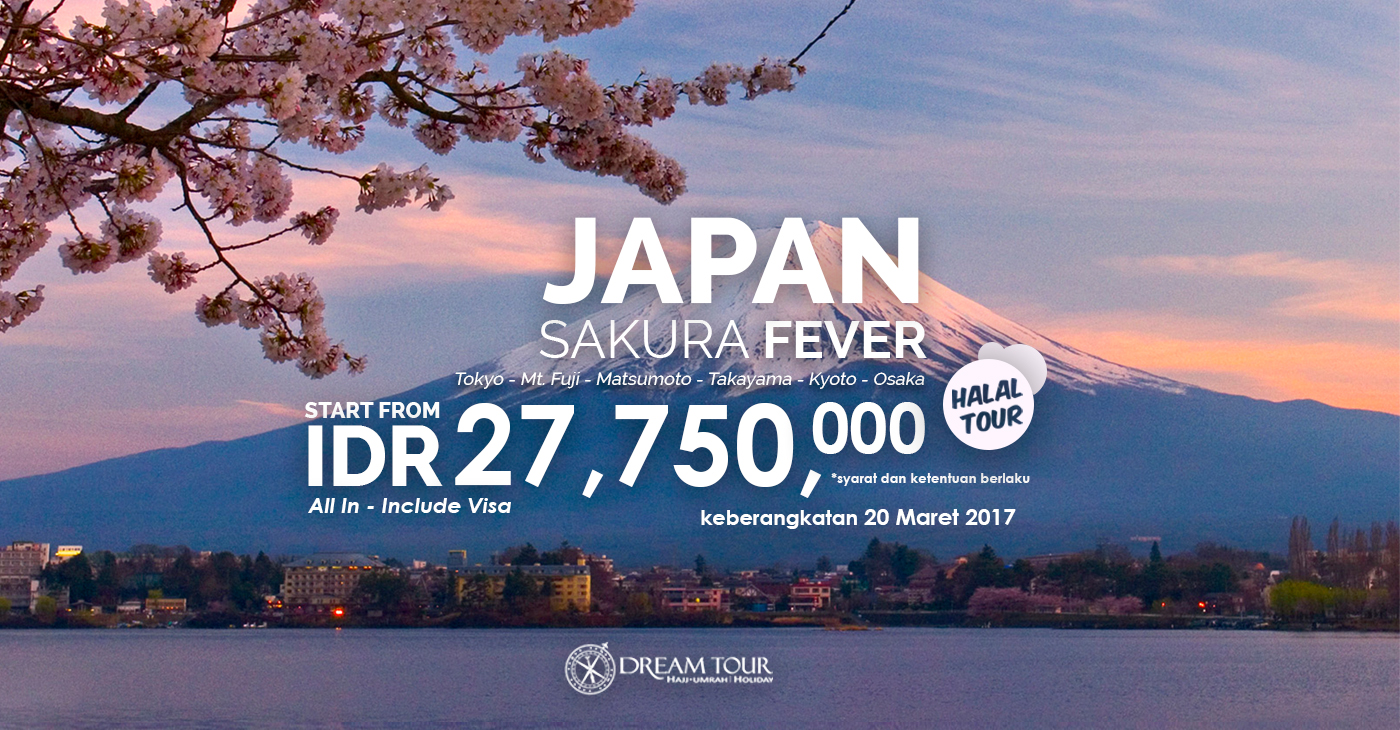 JAPAN
SAKURA FEVER
Tokyo - Mt. Fuji - Matsumoto - Takayama - Kyoto - Osaka
HALAL
TOUR
START FROM
IDR 27,750,000
*syarat dan ketentuan berlaku
All In - Include Visa
keberangkatan 20 Maret 2017
DREAM TOUR
HAJJ-UMRAH | HOLIDAY